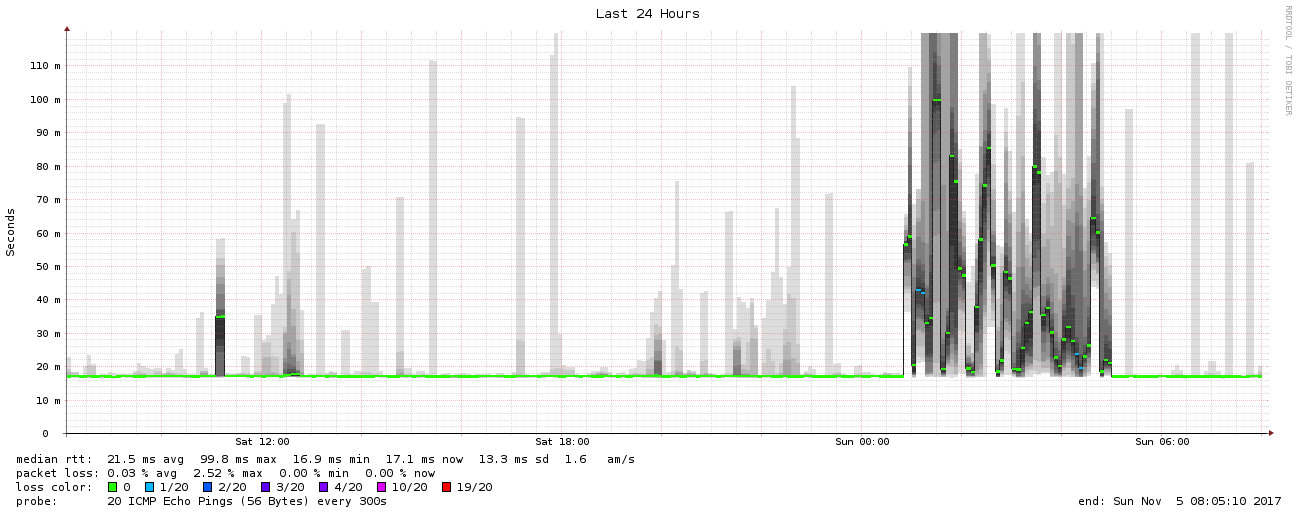 Last 24 Hours
RRDTOOL / TOBI OETIKER
Seconds
110 m
100 m
90 m
80 m
70 m
60 m
50 m
40 m
30 m
20 m
10 m
0
Sat 12:00 Sat 18:00 Sun 00:00 Sun 06:00
median rtt: 21.5 ms avg 99.8 ms max 16.9 ms min 17.1 ms now 13.3 ms sd 1.6 am/s
packet loss: 0.03 % avg 2.52 % max 0.00 % min 0.00 % now
loss color: 0 1/20 2/20 3/20 4/20 10/20 19/20
probe: 20 ICMP Echo Pings (56 Bytes) every 300s end: Sun Nov 5 08:05:10 2017